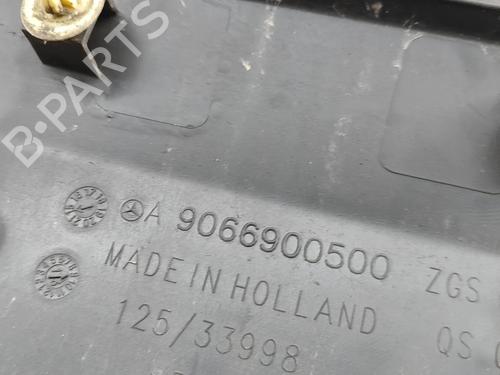 B-PARTS
A 9066900500 ZGS
MADE IN HOLLAND QS
125/33998